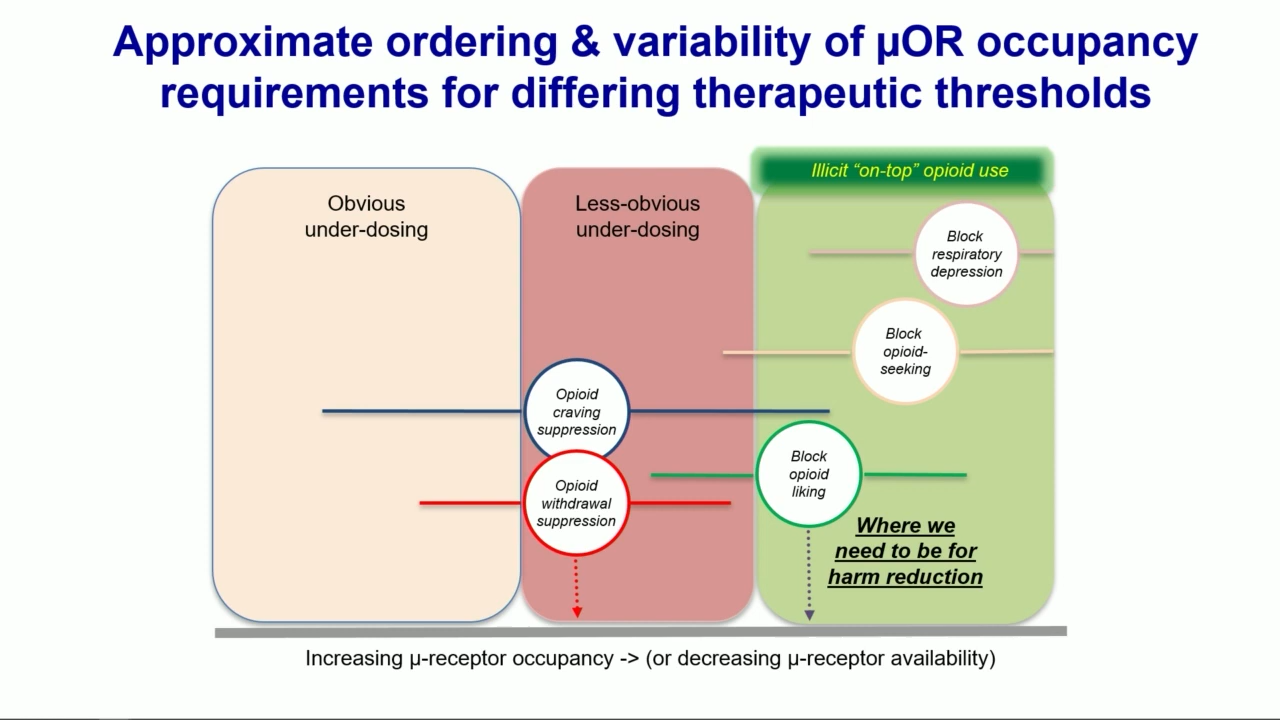 Approximate ordering & variability of µOR occupancy
requirements for differing therapeutic thresholds
Obvious
under-dosing
Less-obvious
under-dosing
Illicit “on-top” opioid use
Block
respiratory
depression
Block
opioid-
seeking
Opioid
craving
suppression
Block
opioid
liking
Opioid
withdrawal
suppression
Where we
need to be for
harm reduction
Increasing µ-receptor occupancy -> (or decreasing µ-receptor availability)